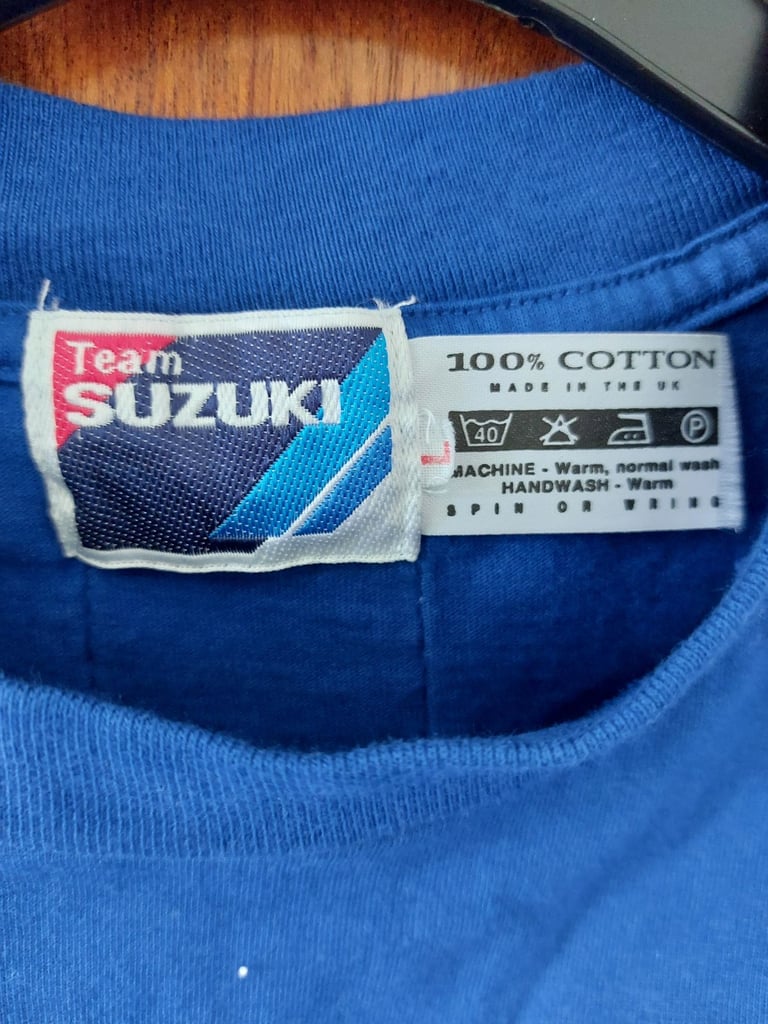 Team
SUZUKI
L
100% COTTON
MADE IN THE UK
40 P
MACHINE - Warm, normal wash
HANDWASH - Warm
SPIN OR WRING